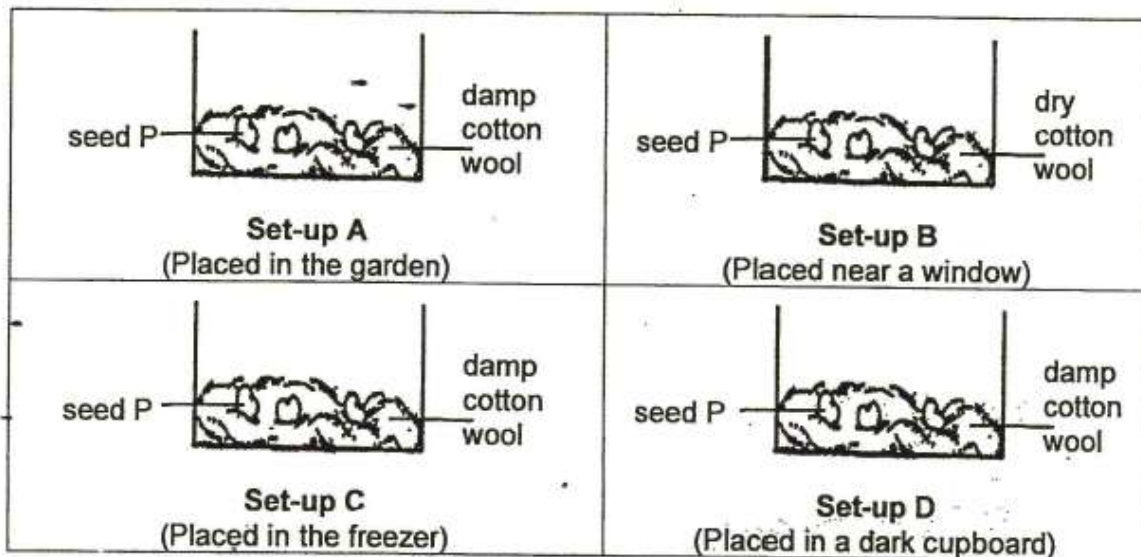 seed P
damp
cotton
wool
Set-up A
(Placed in the garden)
seed P
dry
cotton
wool
Set-up B
(Placed near a window)
seed P
damp
cotton
wool
Set-up C
(Placed in the freezer)
seed P
damp
cotton
wool
Set-up D
(Placed in a dark cupboard)